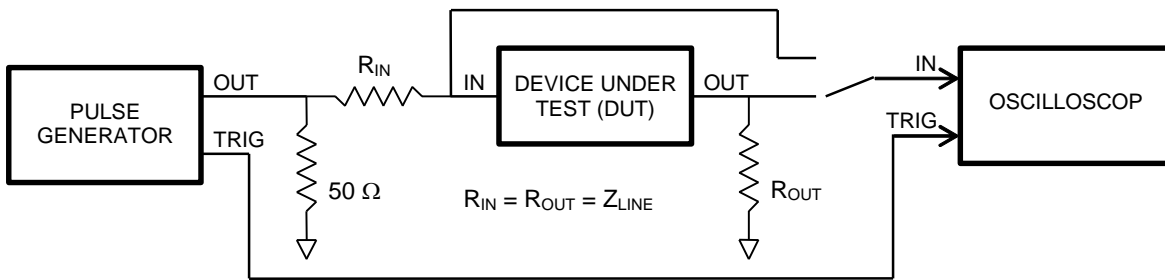 PULSE
GENERATOR
OUT
TRIG
R_IN
50 Ω
IN
DEVICE UNDER
TEST (DUT)
OUT
R_IN = R_OUT = Z_LINE
R_OUT
IN
TRIG
OSCILLOSCOP